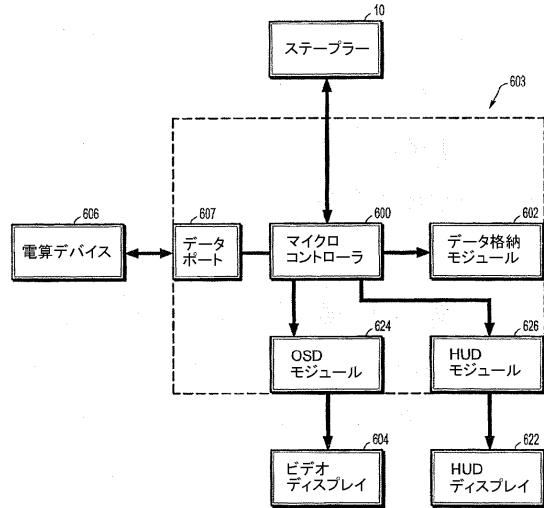 10
ステープラー
603
606
電算デバイス
607
データ
ポート
600
マイクロ
コントローラ
602
データ格納
モジュール
624
OSD
モジュール
626
HUD
モジュール
604
ビデオ
ディスプレイ
622
HUD
ディスプレイ